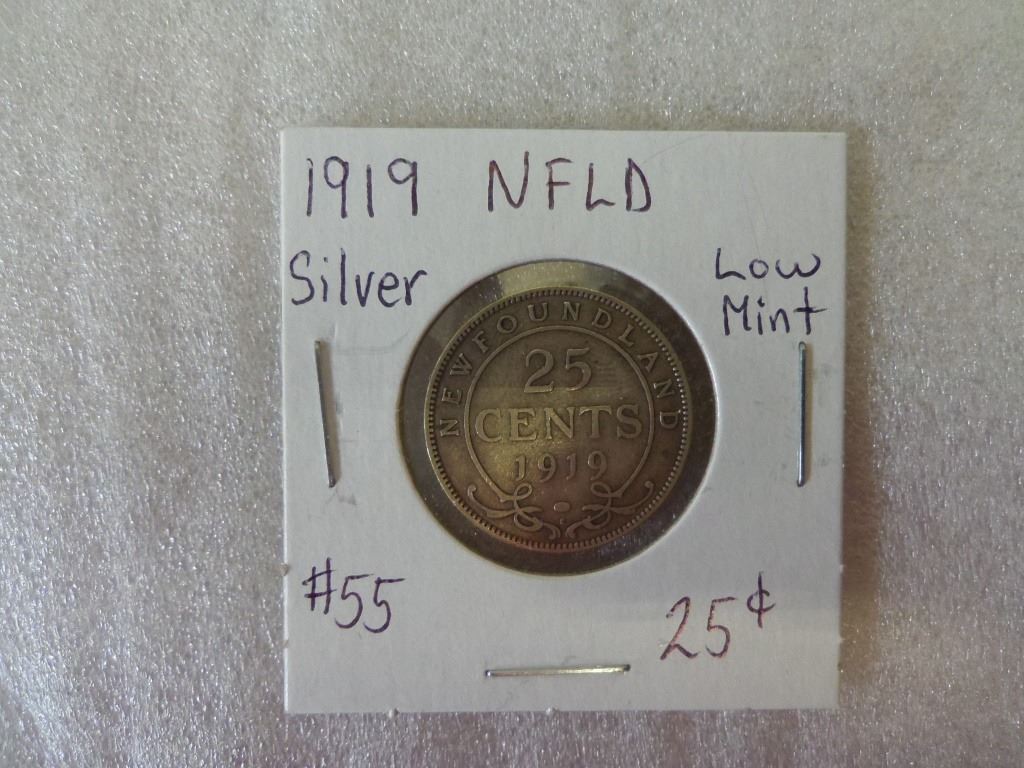 1919 NFLD
Silver
Low
Mint
NEWFOUNDLAND
25
CENTS
1919
#55
25¢